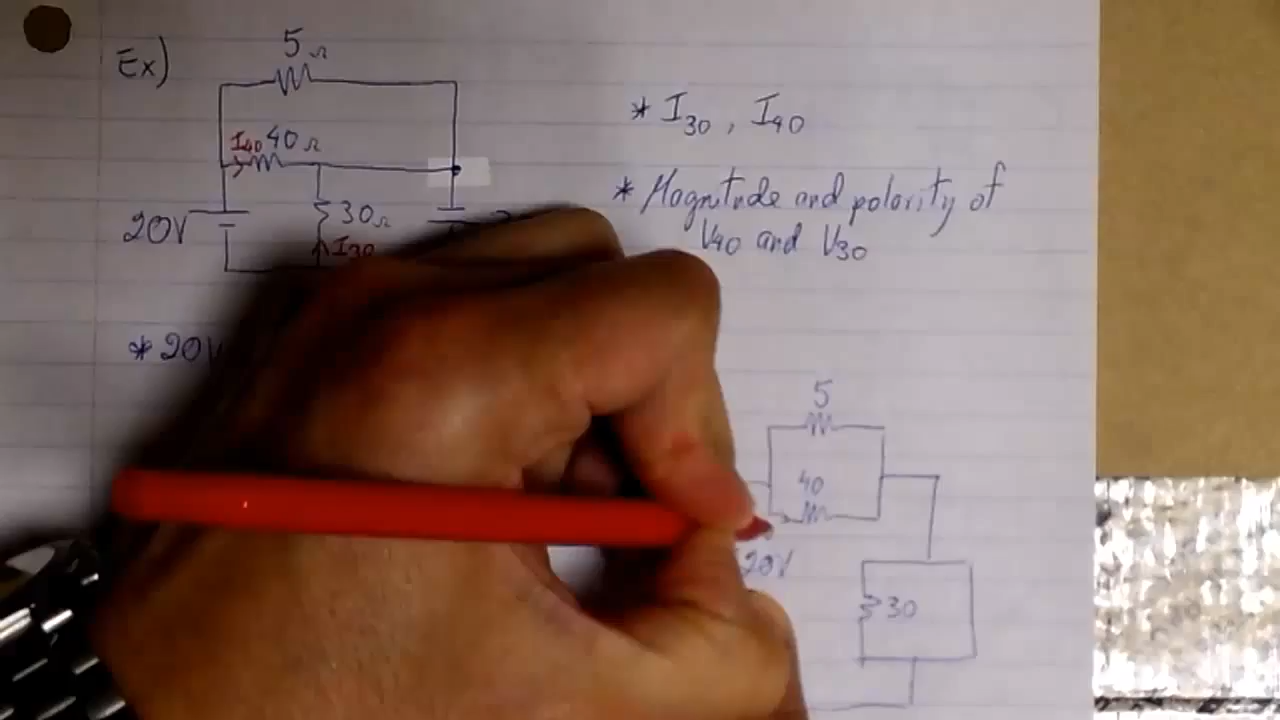 Ex)
5Ω
I40 40Ω
20V
30Ω
I30
* I30, I40
* Magnitude and polarity of
V40 and V30
* 20V
5
40
20V
30